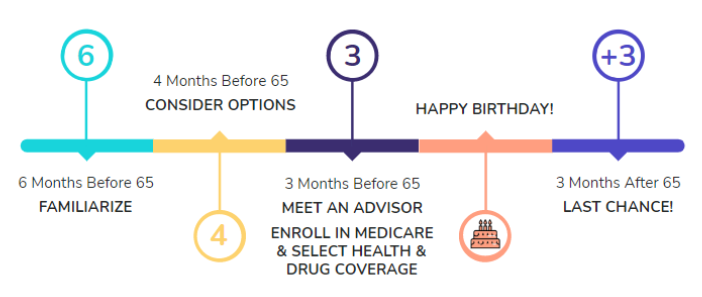 6
6 Months Before 65
FAMILIARIZE
4 Months Before 65
CONSIDER OPTIONS
4
3
3 Months Before 65
MEET AN ADVISOR
ENROLL IN MEDICARE
& SELECT HEALTH &
DRUG COVERAGE
HAPPY BIRTHDAY!
+3
3 Months After 65
LAST CHANCE!